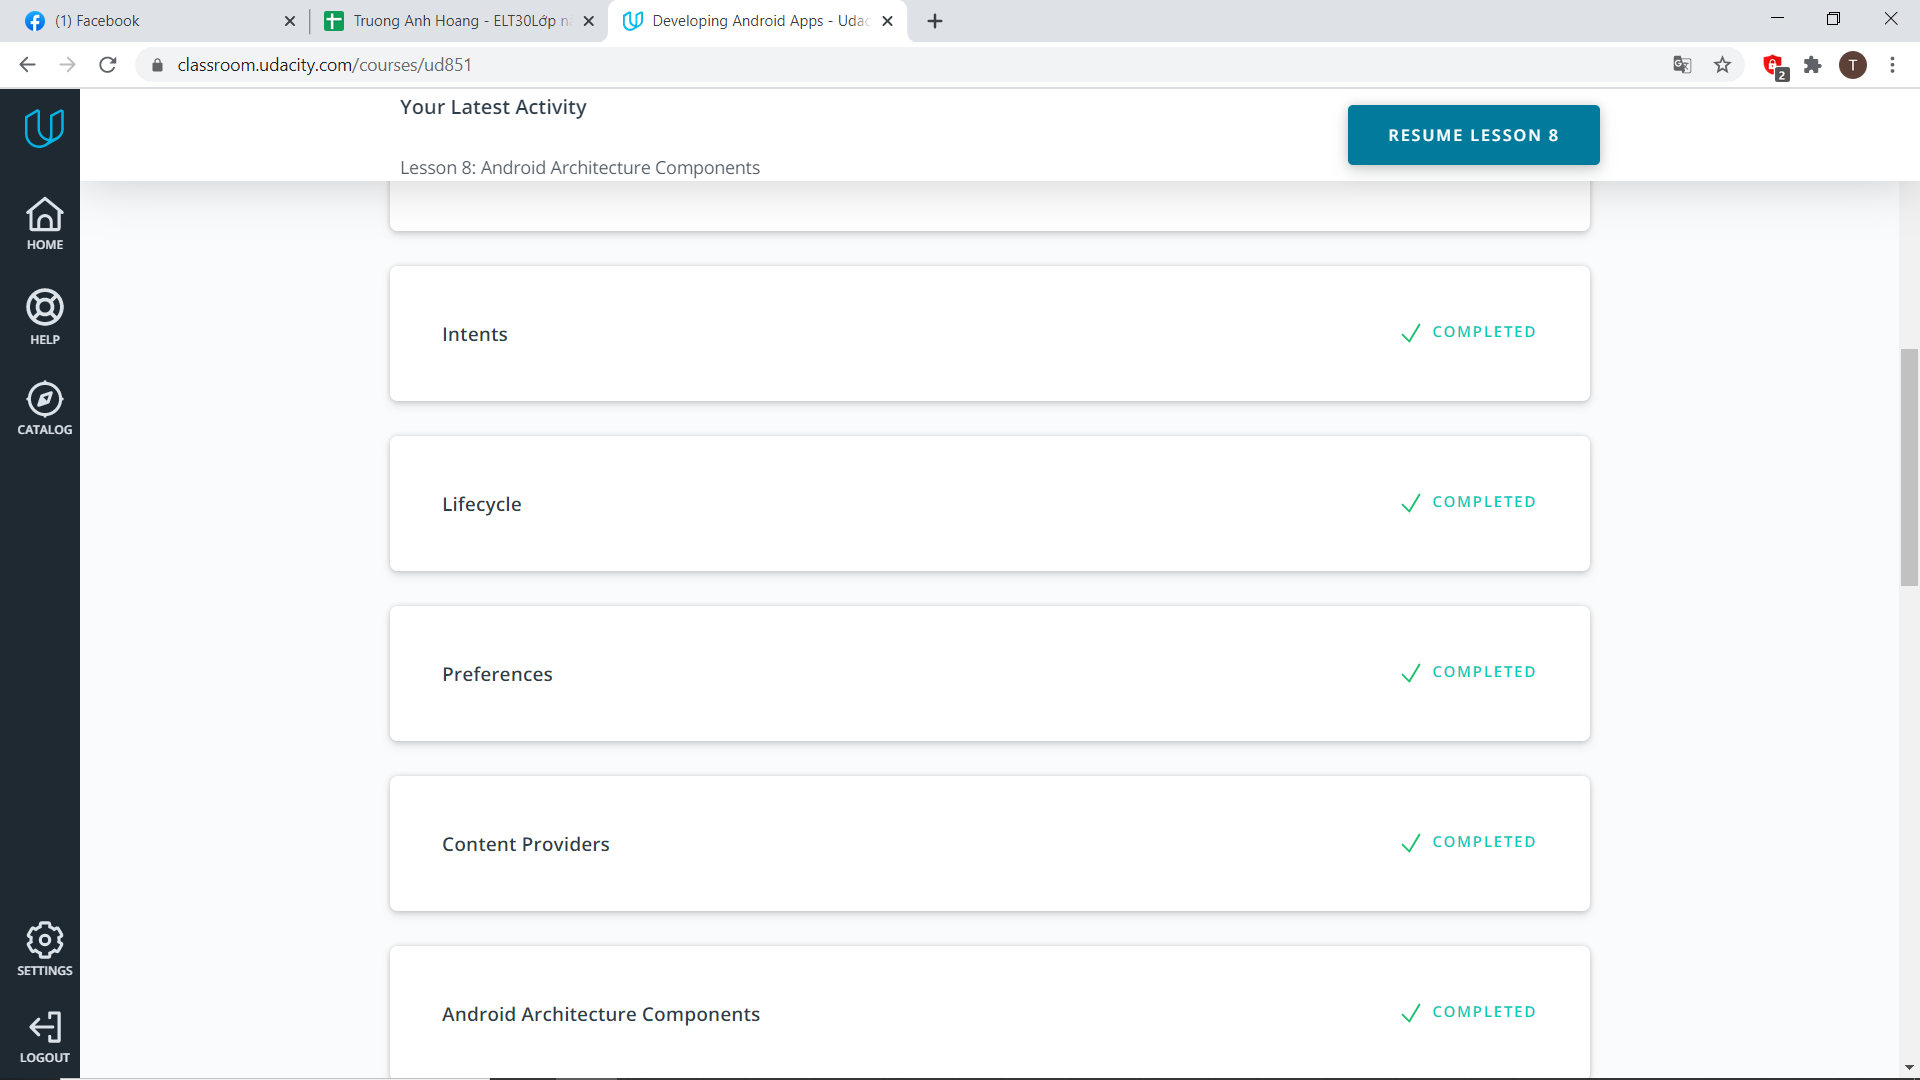 (1) Facebook
Truong Anh Hoang - ELT30Lớp
Developing Android Apps - Udac
classroom.udacity.com/courses/ud851
2
T
Your Latest Activity
RESUME LESSON 8
Lesson 8: Android Architecture Components
HOME
HELP
CATALOG
Intents
COMPLETED
Lifecycle
COMPLETED
Preferences
COMPLETED
Content Providers
COMPLETED
Android Architecture Components
COMPLETED
SETTINGS
LOGOUT